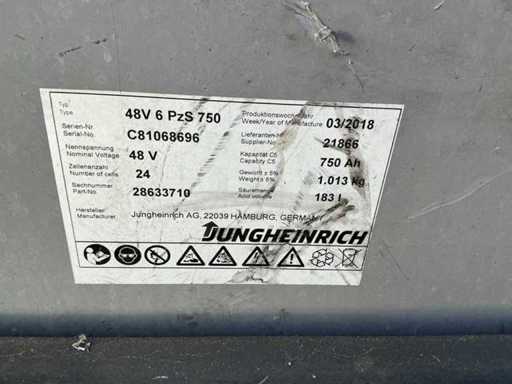 Typ
Type
48V 6 PzS 750
Produktionswoche/Jahr
Week/Year of Manufacture
03/2018
Serien-Nr.
Serial-No.
C81068696
Lieferanten-Nr.
Supplier-No.
21866
Nennspannung
Nominal Voltage
48 V
Kapazität C5
Capacity C5
750 Ah
Zellenanzahl
Number of cells
24
Gewicht ± 5%
Weights 5%
1.013 kg
Sachnummer
Part-Number
28633710
Säuremenge
Acid volume
183 l
Hersteller
Manufacturer
Jungheinrich AG, 22039 HAMBURG, GERMANY
JUNGHEINRICH